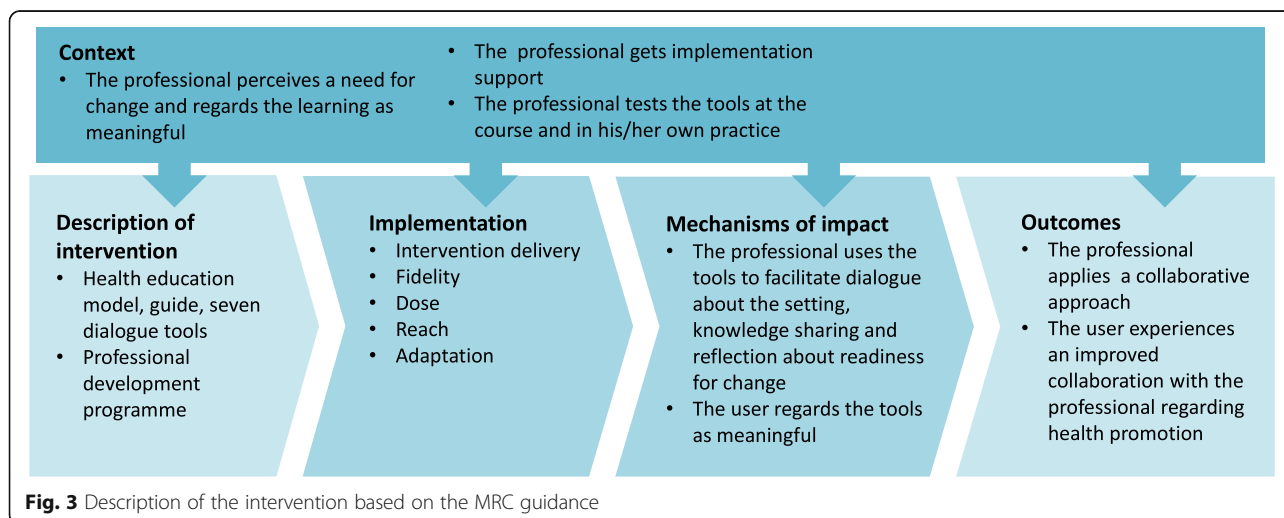 Context
• The professional perceives a need for
change and regards the learning as
meaningful
• The professional gets implementation
support
• The professional tests the tools at the
course and in his/her own practice
Description of
intervention
• Health education
model, guide, seven
dialogue tools
• Professional
development
programme
Implementation
• Intervention delivery
• Fidelity
• Dose
• Reach
• Adaptation
Mechanisms of impact
• The professional uses the
tools to facilitate dialogue
about the setting,
knowledge sharing and
reflection about readiness
for change
• The user regards the tools
as meaningful
Outcomes
• The professional
applies a collaborative
approach
• The user experiences
an improved
collaboration with the
professional regarding
health promotion
Fig. 3 Description of the intervention based on the MRC guidance